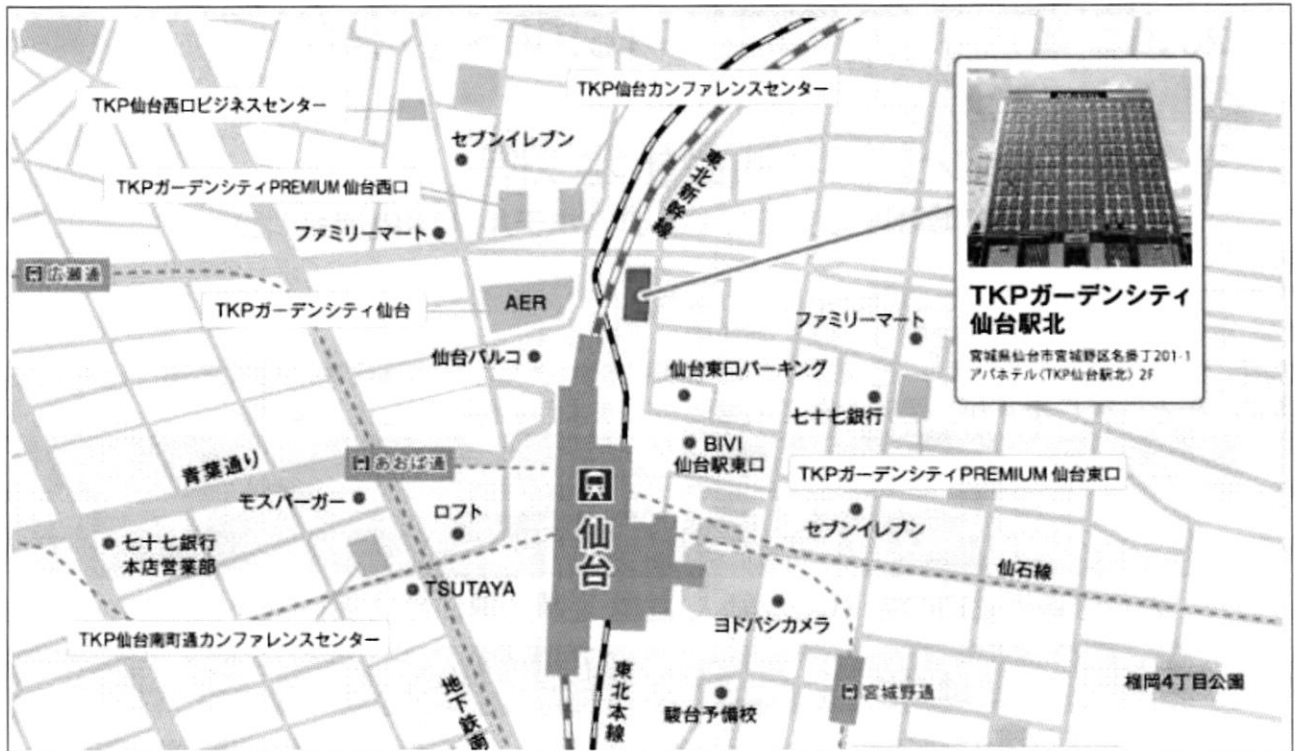 TKP仙台カンファレンスセンター
TKP仙台西口ビジネスセンター
セブンイレブン
TKPガーデンシティPREMIUM 仙台西口
東北新幹線
ファミリーマート
広瀬通
TKPガーデンシティ仙台
AER
TKPガーデンシティ
仙台駅北
宮城県仙台市宮城野区名掛丁201-1
アパホテル〈TKP仙台駅北〉2F
ファミリーマート
仙台パルコ
仙台東口パーキング
七十七銀行
BIVI
仙台駅東口
青葉通り
あおば通
TKPガーデンシティPREMIUM 仙台東口
モスバーガー
ロフト
仙台
セブンイレブン
七十七銀行
本店営業部
仙石線
TSUTAYA
ヨドバシカメラ
TKP仙台南町通カンファレンスセンター
東北本線
地下鉄南
駿台予備校
宮城野通
榴岡4丁目公園